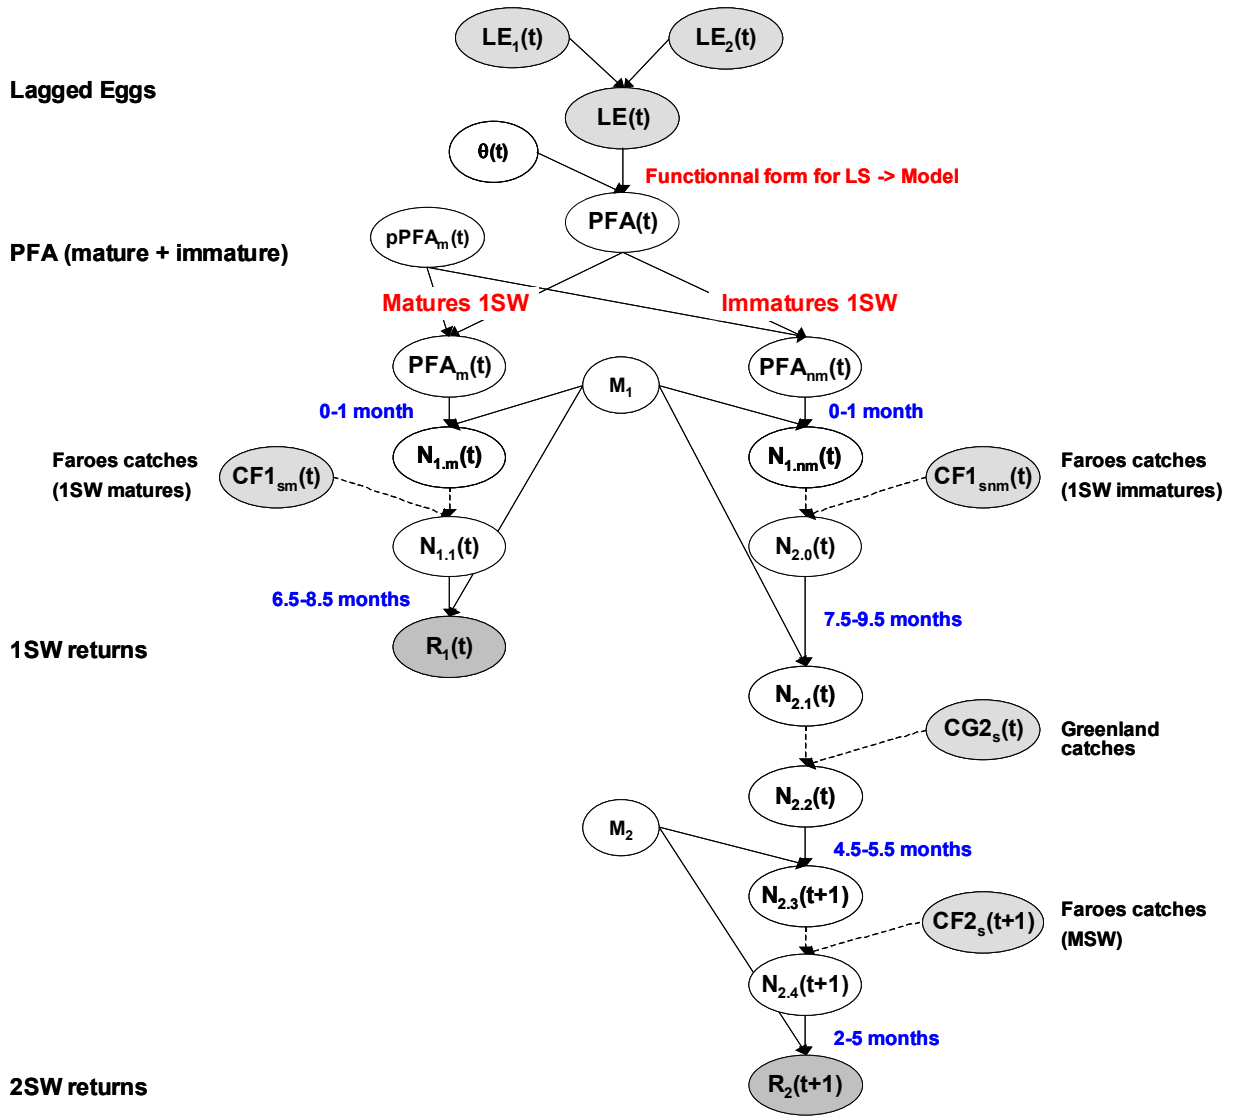 LE1(t)
LE2(t)
Lagged Eggs
LE(t)
θ(t)
Functionnal form for LS -> Model
PFA(t)
pPFAm(t)
PFA (mature + immature)
Matures 1SW
Immatures 1SW
PFAm(t)
PFAnm(t)
M1
0-1 month
0-1 month
N1.m(t)
N1.nm(t)
Faroes catches
(1SW matures)
CF1sm(t)
CF1snm(t)
Faroes catches
(1SW immatures)
N1.1(t)
N2.0(t)
6.5-8.5 months
7.5-9.5 months
1SW returns
R1(t)
N2.1(t)
CG2s(t)
Greenland
catches
N2.2(t)
M2
4.5-5.5 months
N2.3(t+1)
CF2s(t+1)
Faroes catches
(MSW)
N2.4(t+1)
2-5 months
2SW returns
R2(t+1)